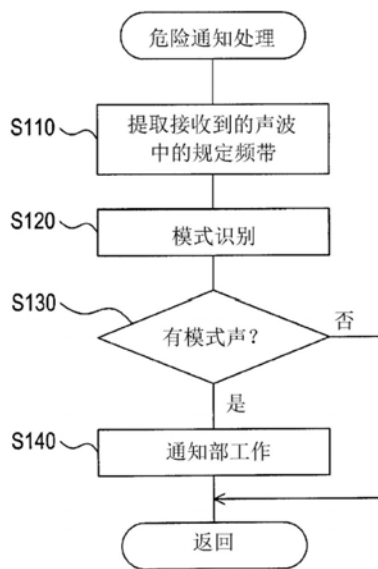 危险通知处理
S110
提取接收到的声波
中的规定频带
S120
模式识别
S130
有模式声？
否
是
S140
通知部工作
返回